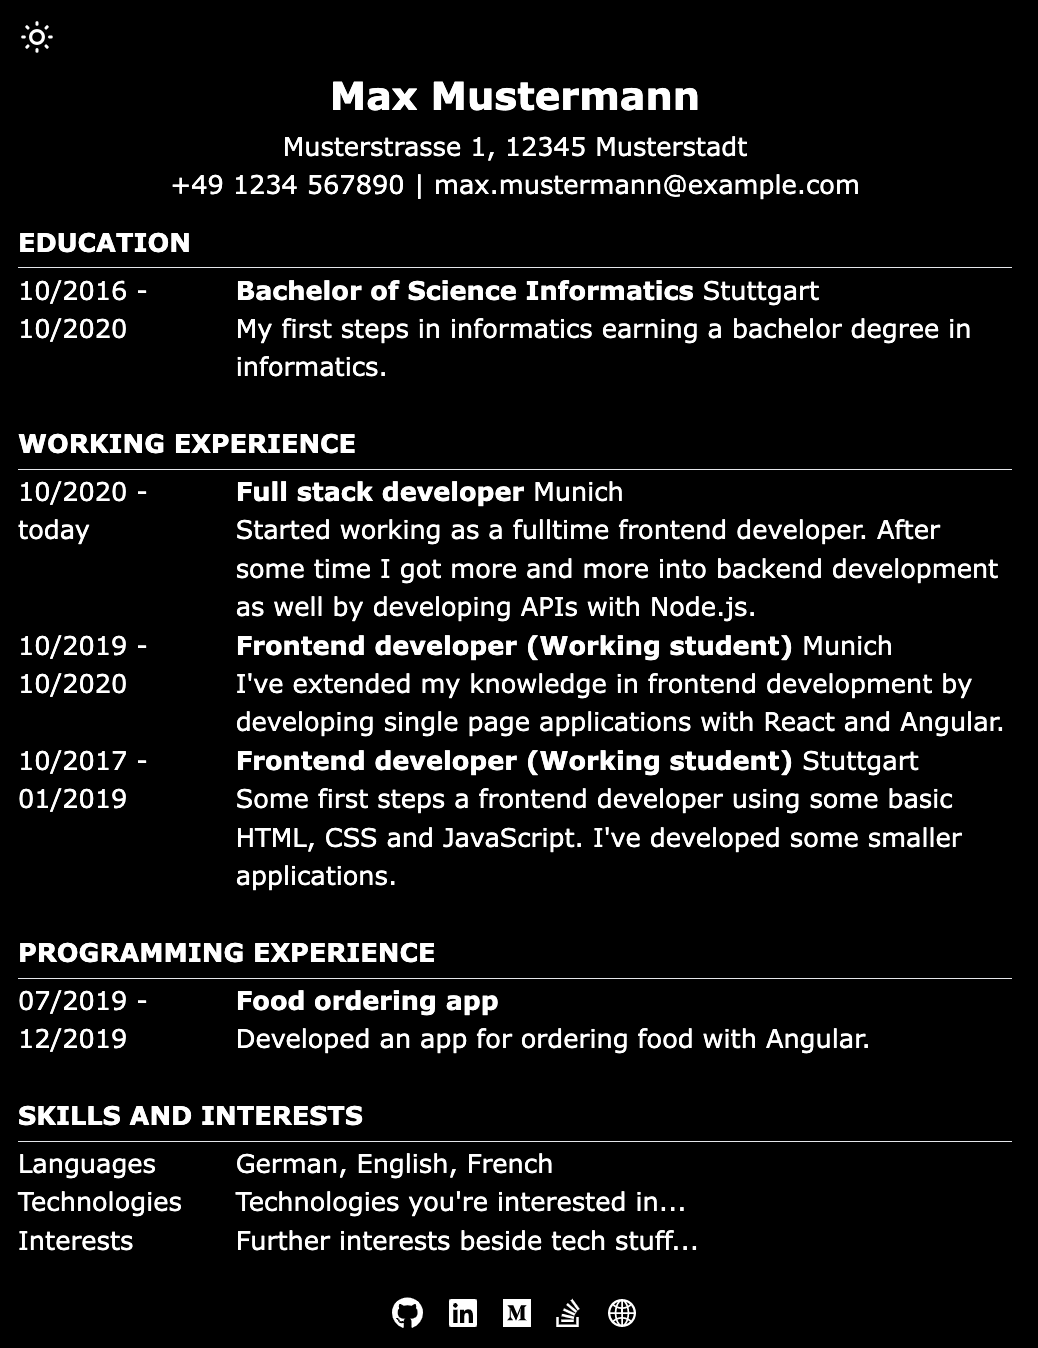 Max Mustermann
Musterstrasse 1, 12345 Musterstadt
+49 1234 567890 | max.mustermann@example.com
EDUCATION
10/2016 - Bachelor of Science Informatics Stuttgart
10/2020 My first steps in informatics earning a bachelor degree in
informatics.
WORKING EXPERIENCE
10/2020 - Full stack developer Munich
today Started working as a fulltime frontend developer. After
some time I got more and more into backend development
as well by developing APIs with Node.js.
10/2019 - Frontend developer (Working student) Munich
10/2020 I've extended my knowledge in frontend development by
developing single page applications with React and Angular.
10/2017 - Frontend developer (Working student) Stuttgart
01/2019 Some first steps a frontend developer using some basic
HTML, CSS and JavaScript. I've developed some smaller
applications.
PROGRAMMING EXPERIENCE
07/2019 - Food ordering app
12/2019 Developed an app for ordering food with Angular.
SKILLS AND INTERESTS
Languages German, English, French
Technologies Technologies you're interested in...
Interests Further interests beside tech stuff...
in M